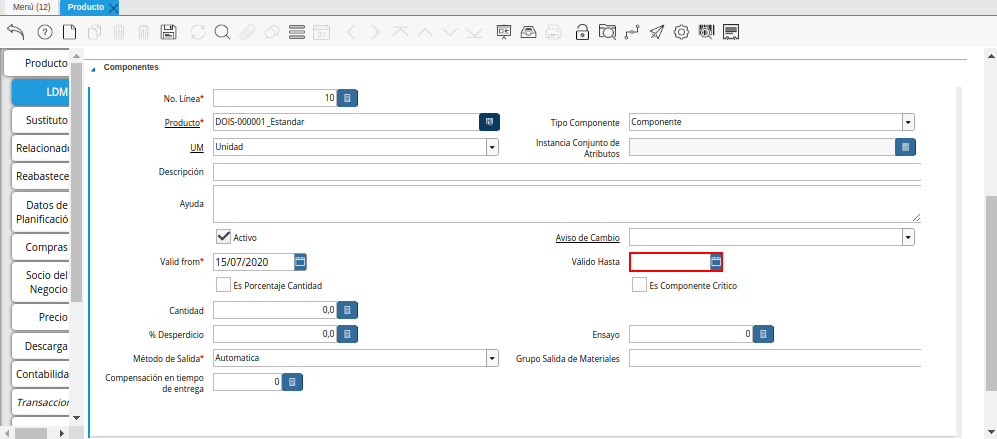 Menú (12) Producto
Producto
LDM
Sustituto
Relacionado
Reabastece
Datos de
Planificació
Compras
Socio del
Negocio
Precio
Descarga
Contabilida
Transaccion
Componentes
No. Línea* 10
Producto* DOIS-000001_Estandar Tipo Componente Componente
UM Unidad Instancia Conjunto de
Atributos
Descripción
Ayuda
Activo Aviso de Cambio
Valid from* 15/07/2020 Válido Hasta
Es Porcentaje Cantidad Es Componente Crítico
Cantidad 0,0
% Desperdicio 0,0 Ensayo 0
Método de Salida* Automatica Grupo Salida de Materiales
Compensación en tiempo
de entrega 0